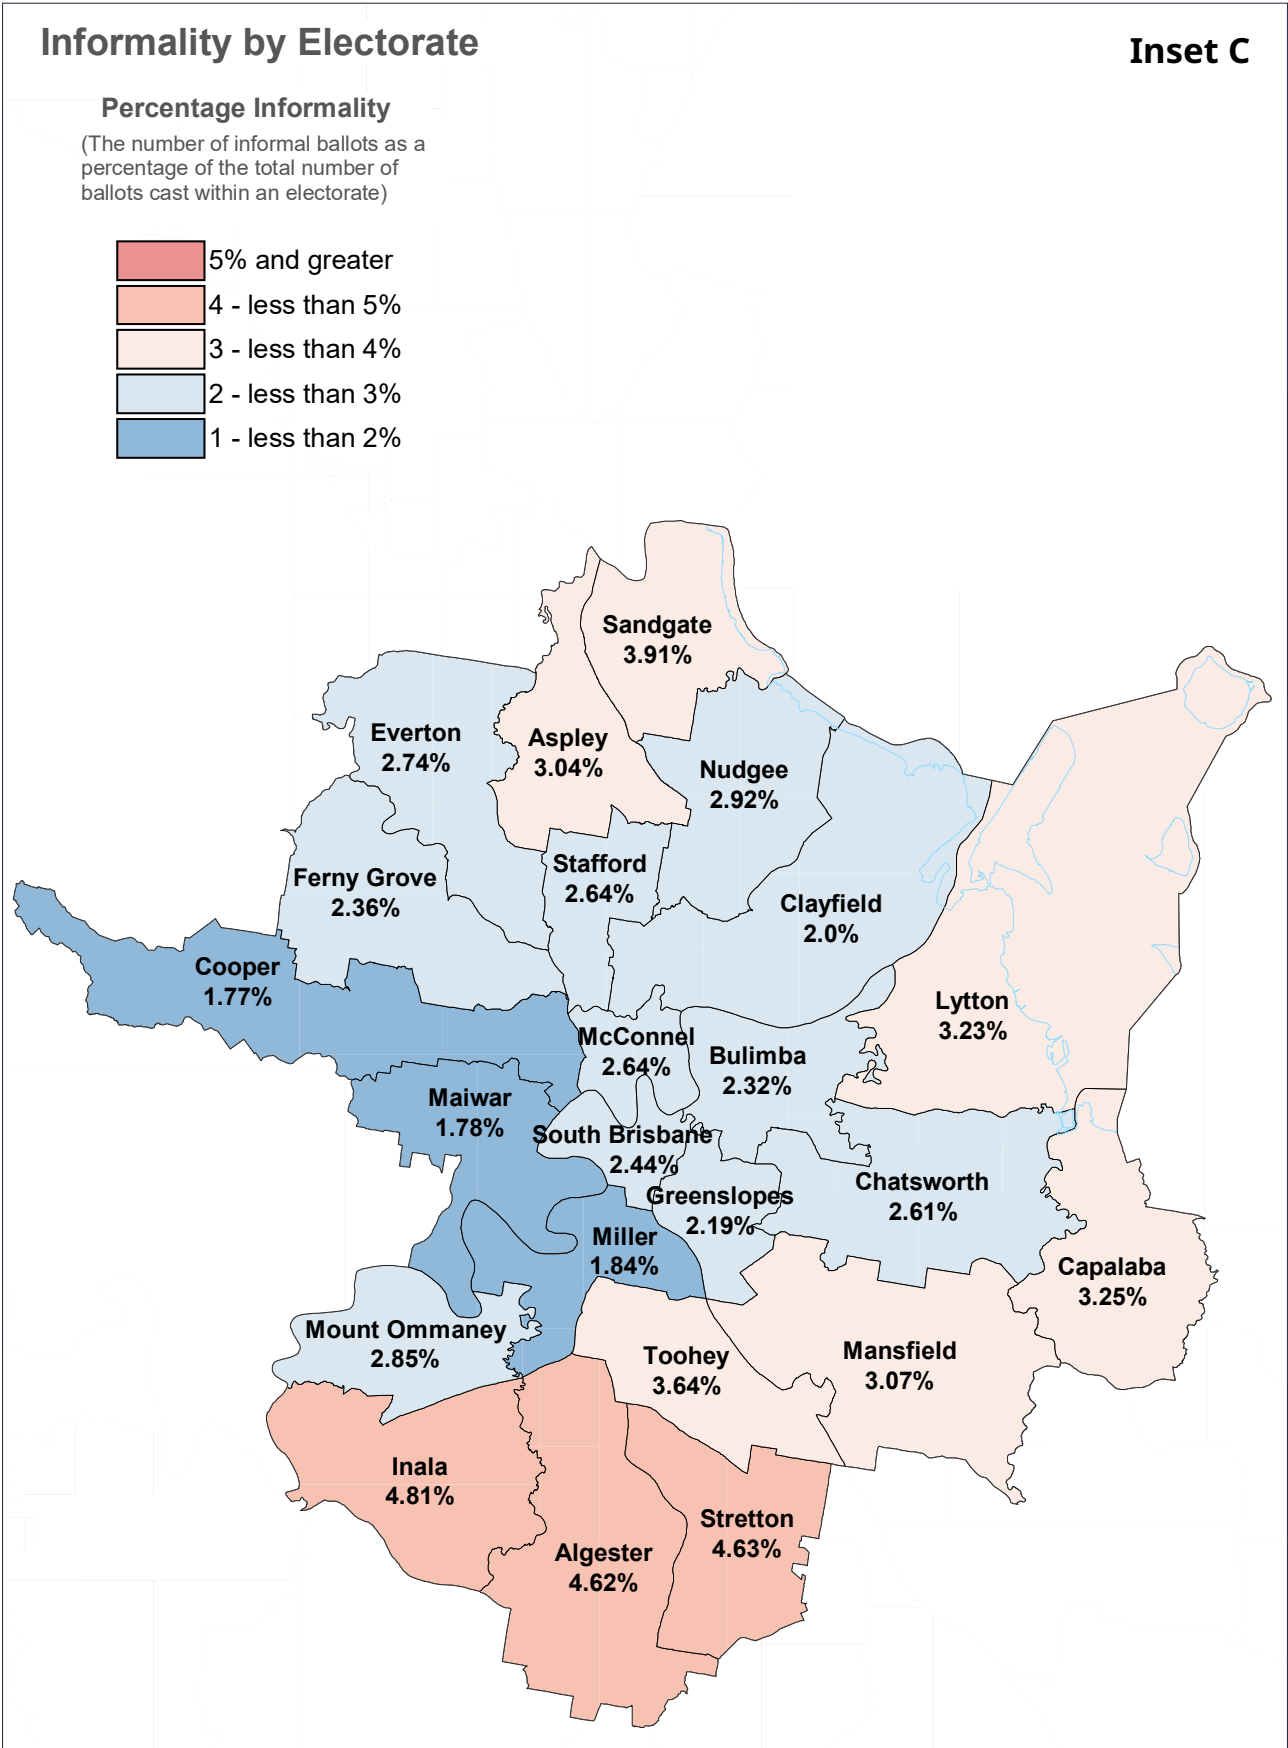 Informality by Electorate
Inset C
Percentage Informality
(The number of informal ballots as a
percentage of the total number of
ballots cast within an electorate)
5% and greater
4 - less than 5%
3 - less than 4%
2 - less than 3%
1 - less than 2%
Sandgate
3.91%
Everton
2.74%
Aspley
3.04%
Nudgee
2.92%
Stafford
2.64%
Ferny Grove
2.36%
Clayfield
2.0%
Cooper
1.77%
Lytton
3.23%
McConnel
2.64%
Bulimba
2.32%
Maiwar
1.78%
South Brisbane
2.44%
Greenslopes
2.19%
Chatsworth
2.61%
Miller
1.84%
Capalaba
3.25%
Mount Ommaney
2.85%
Toohey
3.64%
Mansfield
3.07%
Inala
4.81%
Stretton
4.63%
Algester
4.62%